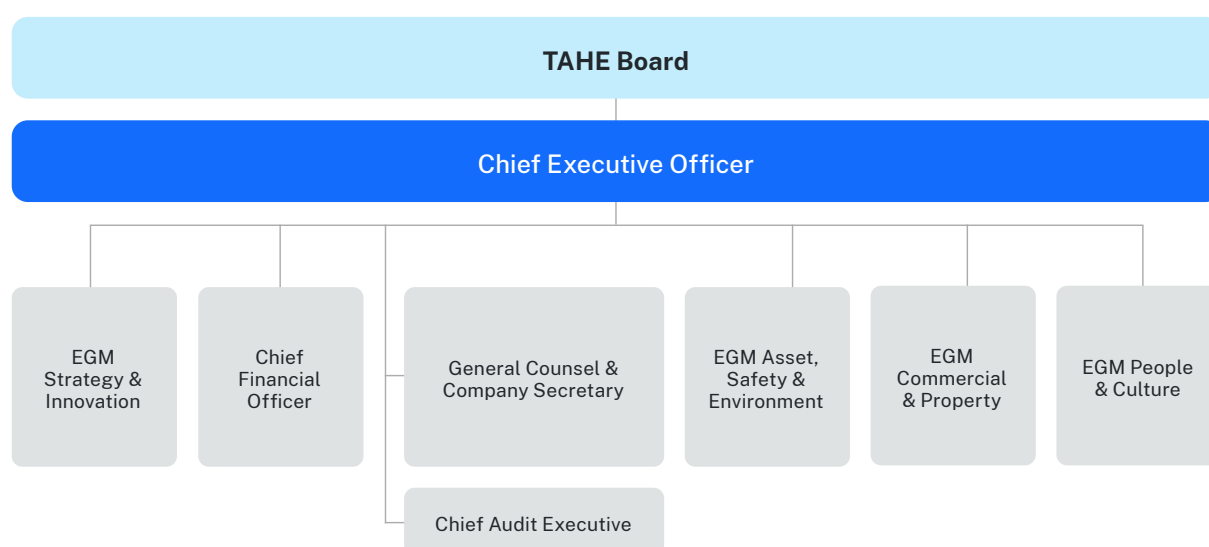 TAHE Board
Chief Executive Officer
EGM
Strategy &
Innovation
Chief
Financial
Officer
General Counsel &
Company Secretary
EGM Asset,
Safety &
Environment
EGM
Commercial
& Property
EGM People
& Culture
Chief Audit Executive